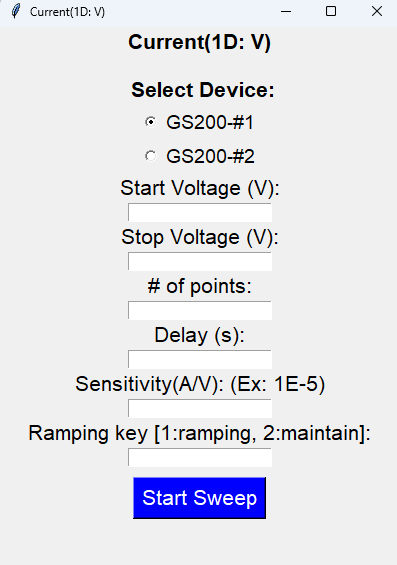 Current(1D: V)
Current(1D: V)
Select Device:
GS200-#1
GS200-#2
Start Voltage (V):
Stop Voltage (V):
# of points:
Delay (s):
Sensitivity(A/V): (Ex: 1E-5)
Ramping key [1:ramping, 2:maintain]:
Start Sweep